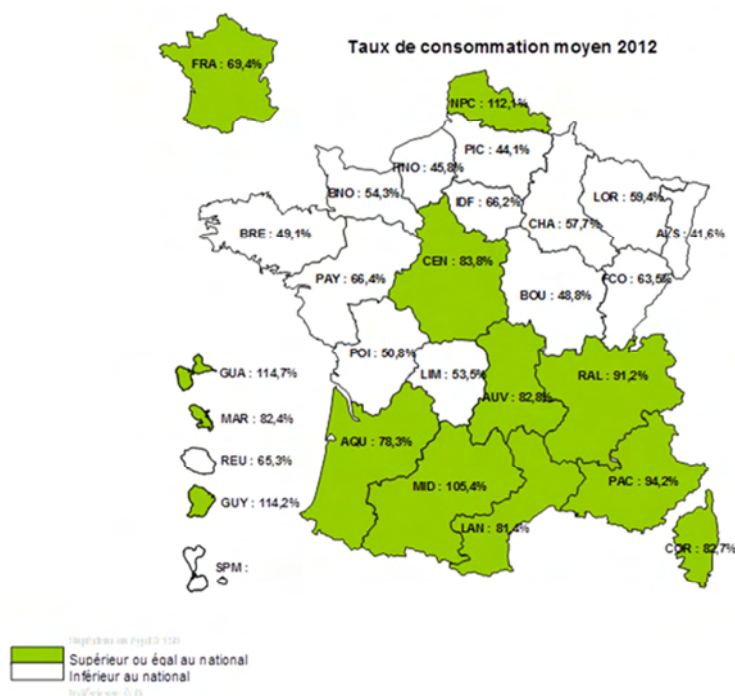 Taux de consommation moyen 2012
FRA : 69,4%
NPC : 112,1%
PIC : 44,1%
HNO : 45,8%
BNO : 54,3%
IDF : 66,2%
LOR : 59,4%
CHA : 57,7%
ALS : 41,6%
BRE : 49,1%
CEN : 83,8%
PAY : 66,4%
FCO : 63,5%
BOU : 48,8%
POI : 50,8%
LIM : 53,5%
RAL : 91,2%
GUA : 114,7%
AUV : 82,8%
MAR : 82,4%
AQU : 78,3%
REU : 65,3%
MID : 105,4%
PAC : 94,2%
GUY : 114,2%
LAN : 81,4%
COR : 82,7%
SPM :
Supérieur ou égal au national
Inférieur au national